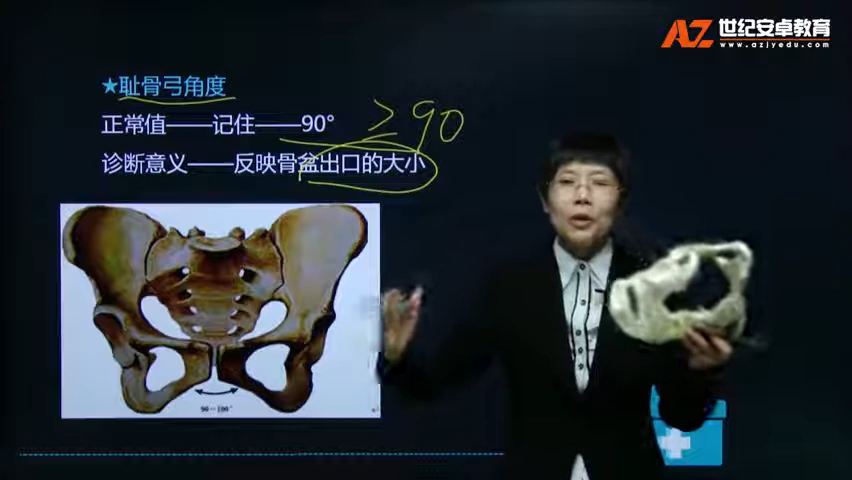 AZ 世纪安卓教育
www.azjyedu.com
★耻骨弓角度
正常值——记住——90°
≥90
诊断意义——反映骨盆出口的大小
90—100°